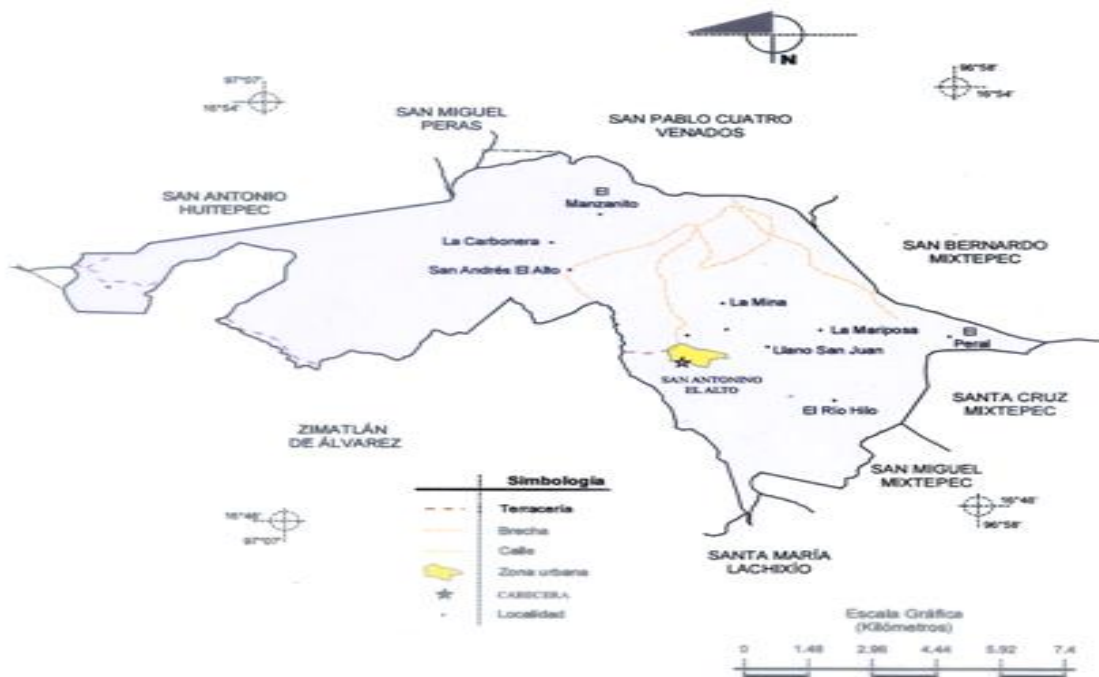 N
97°07'
16°54'
96°58'
16°54'
SAN MIGUEL
PERAS
SAN PABLO CUATRO
VENADOS
SAN ANTONIO
HUITEPEC
El
Manzanito
La Carbonera
San Andrés El Alto
SAN BERNARDO
MIXTEPEC
La Mina
La Mariposa
El
Peral
Llano San Juan
SAN ANTONINO
EL ALTO
El Río Hilo
SANTA CRUZ
MIXTEPEC
ZIMATLÁN
DE ÁLVAREZ
SAN MIGUEL
MIXTEPEC
16°46'
97°07'
16°46'
96°58'
SANTA MARÍA
LACHIXÍO
Simbología
Terracería
Brecha
Calle
Zona urbana
CABECERA
Localidad
Escala Gráfica
(Kilómetros)
0 1.48 2.96 4.44 5.92 7.4